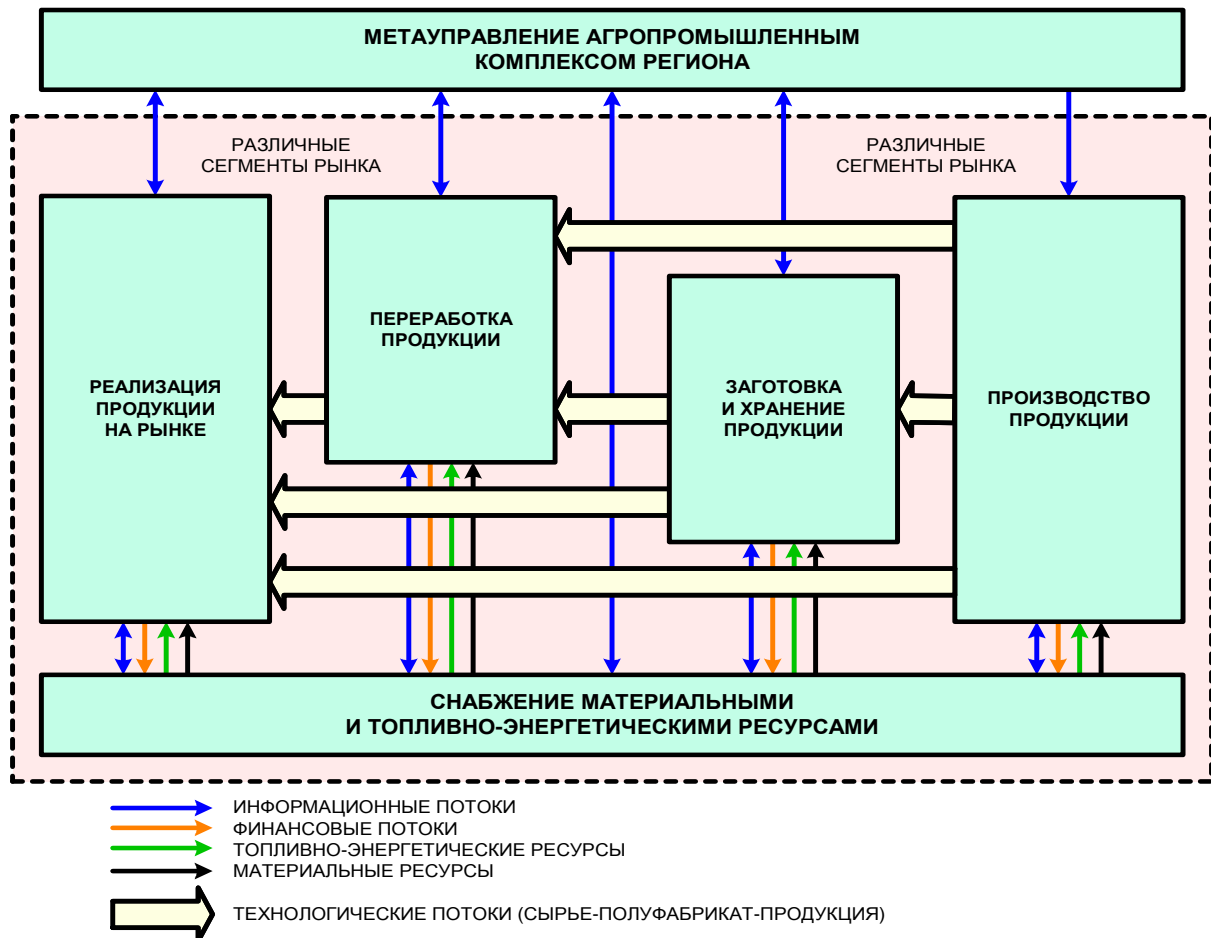 МЕТАУПРАВЛЕНИЕ АГРОПРОМЫШЛЕННЫМ
КОМПЛЕКСОМ РЕГИОНА
РАЗЛИЧНЫЕ
СЕГМЕНТЫ РЫНКА
РАЗЛИЧНЫЕ
СЕГМЕНТЫ РЫНКА
РЕАЛИЗАЦИЯ
ПРОДУКЦИИ
НА РЫНКЕ
ПЕРЕРАБОТКА
ПРОДУКЦИИ
ЗАГОТОВКА
И ХРАНЕНИЕ
ПРОДУКЦИИ
ПРОИЗВОДСТВО
ПРОДУКЦИИ
СНАБЖЕНИЕ МАТЕРИАЛЬНЫМИ
И ТОПЛИВНО-ЭНЕРГЕТИЧЕСКИМИ РЕСУРСАМИ
ИНФОРМАЦИОННЫЕ ПОТОКИ
ФИНАНСОВЫЕ ПОТОКИ
ТОПЛИВНО-ЭНЕРГЕТИЧЕСКИЕ РЕСУРСЫ
МАТЕРИАЛЬНЫЕ РЕСУРСЫ
ТЕХНОЛОГИЧЕСКИЕ ПОТОКИ (СЫРЬЕ-ПОЛУФАБРИКАТ-ПРОДУКЦИЯ)